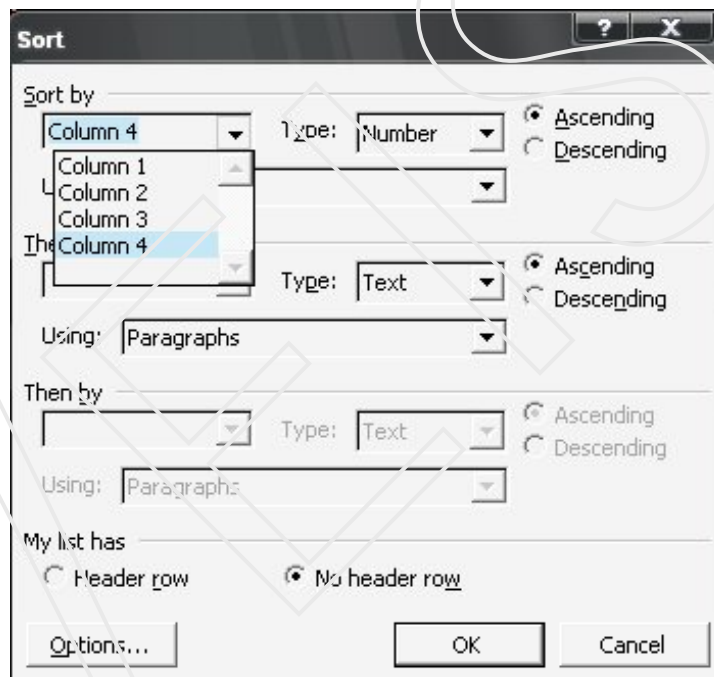 Sort
? X
Sort by
Column 4 Type: Number Ascending
Descending
Column 1
Column 2
Column 3
Column 4
Type: Text Ascending
Descending
Using: Paragraphs
Then by
Type: Text Ascending
Descending
Using: Paragraphs
My list has
Header row No header row
Options... OK Cancel